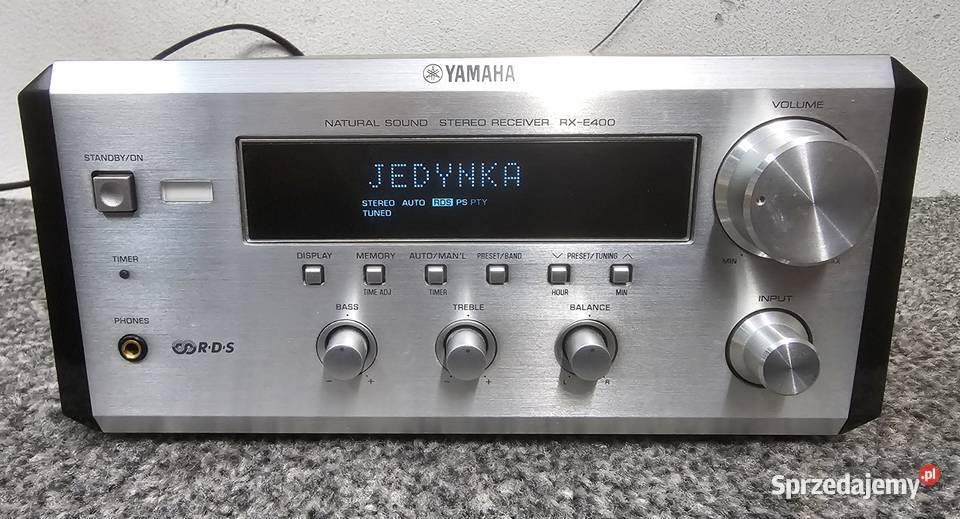 YAMAHA
VOLUME
NATURAL SOUND STEREO RECEIVER RX-E400
STANDBY/ON
JEDYNKA
STEREO AUTO RDS PS PTY
TUNED
MIN
TIMER
DISPLAY MEMORY AUTO/MAN'L PRESET/BAND PRESET/TUNING
TIME ADJ TIMER HOUR MIN
INPUT
PHONES
BASS TREBLE BALANCE
R·D·S
- + - + L R
Sprzedajemy.pl